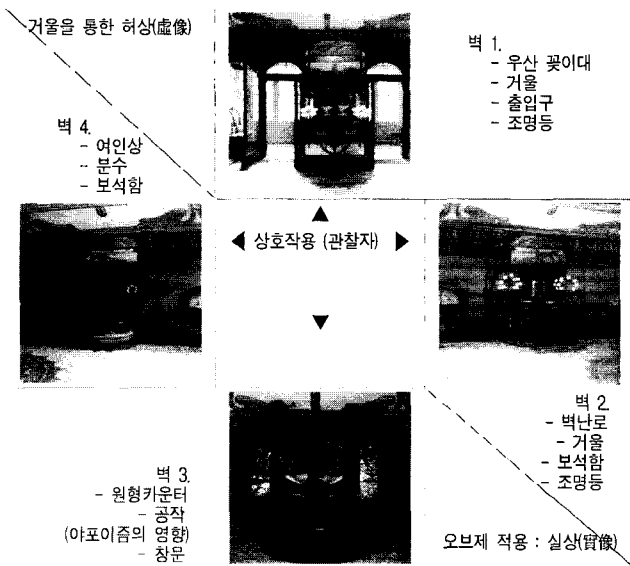 거울을 통한 허상(虛像)
벽 1.
- 우산 꽂이대
- 거울
- 출입구
- 조명등
벽 4.
- 여인상
- 분수
- 보석함
◀ 상호작용 (관찰자) ▶
벽 2.
- 벽난로
- 거울
- 보석함
- 조명등
벽 3.
- 원형카운터
- 공작
(야포이즘의 영향)
- 창문
오브제 적용 : 실상(實像)